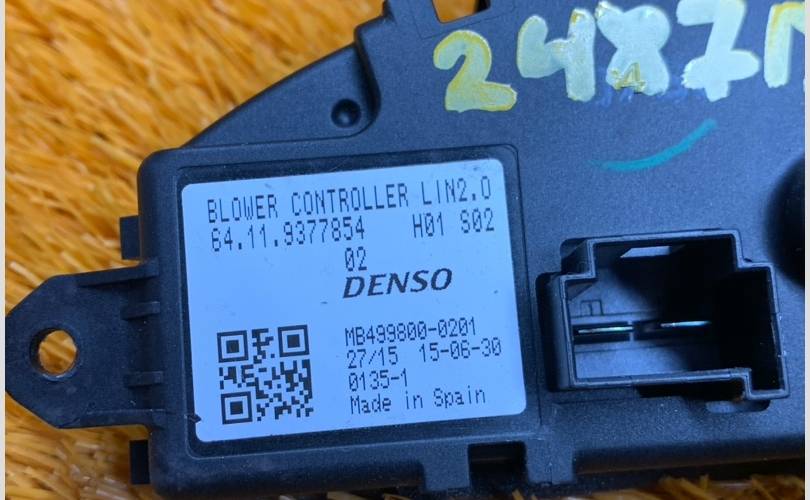 2487
BLOWER CONTROLLER LIN2.0
64.11.9377854 H01 S02
02
DENSO
MB499800-0201
27/15 15-06-30
0135-1
Made in Spain